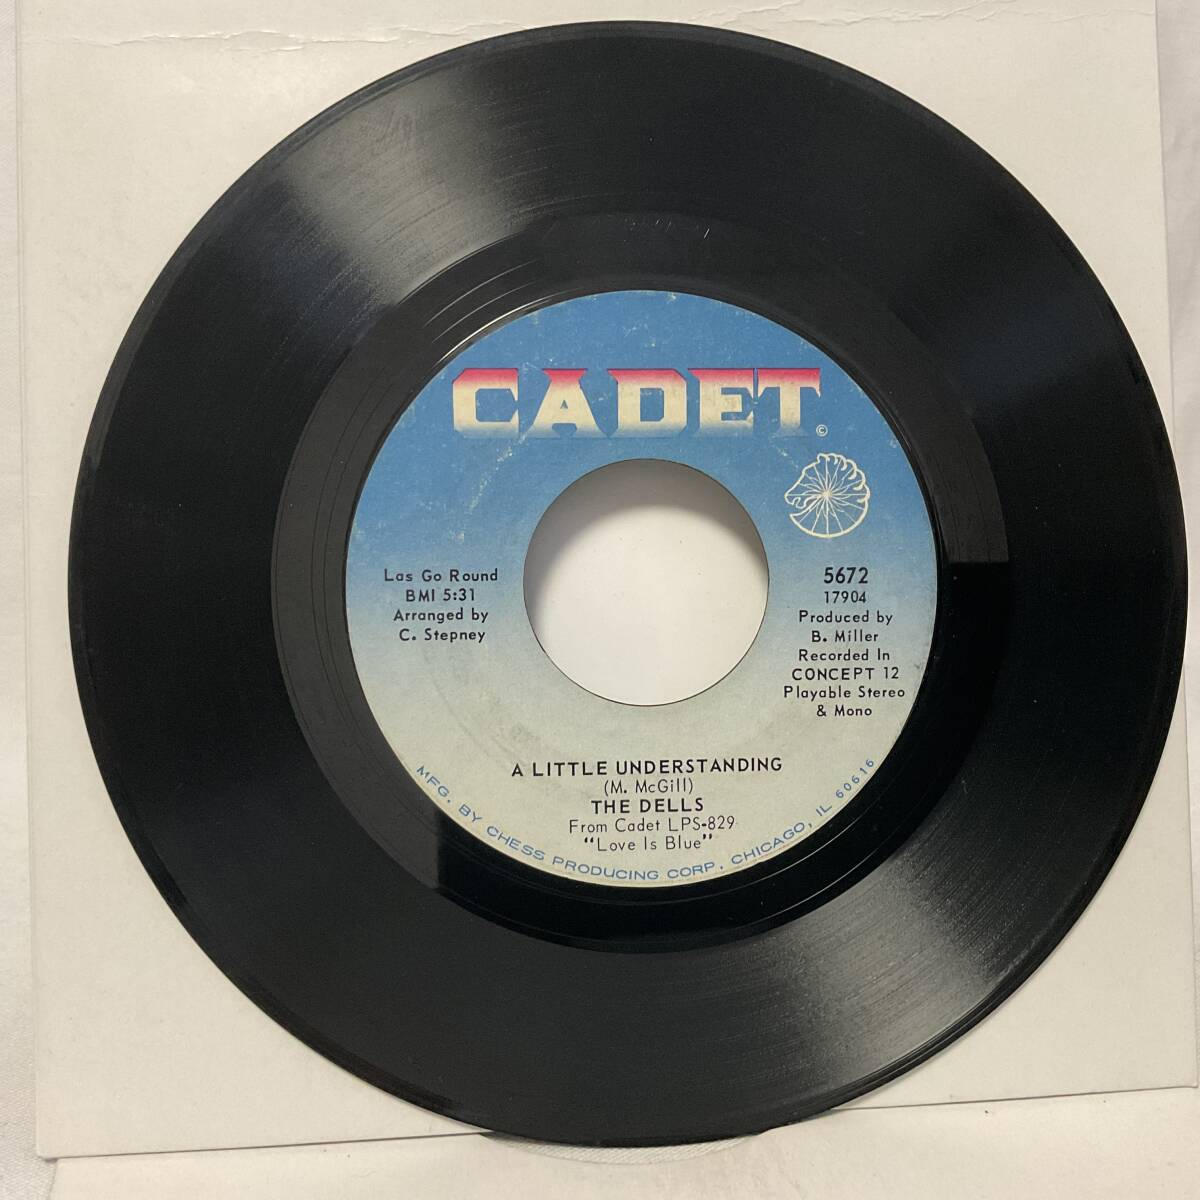 CADET
©
Las Go Round
BMI 5:31
Arranged by
C. Stepney
5672
17904
Produced by
B. Miller
Recorded In
CONCEPT 12
Playable Stereo
& Mono
A LITTLE UNDERSTANDING
(M. McGill)
THE DELLS
From Cadet LPS-829
"Love Is Blue"
MFG. BY CHESS PRODUCING CORP. CHICAGO, IL 60616